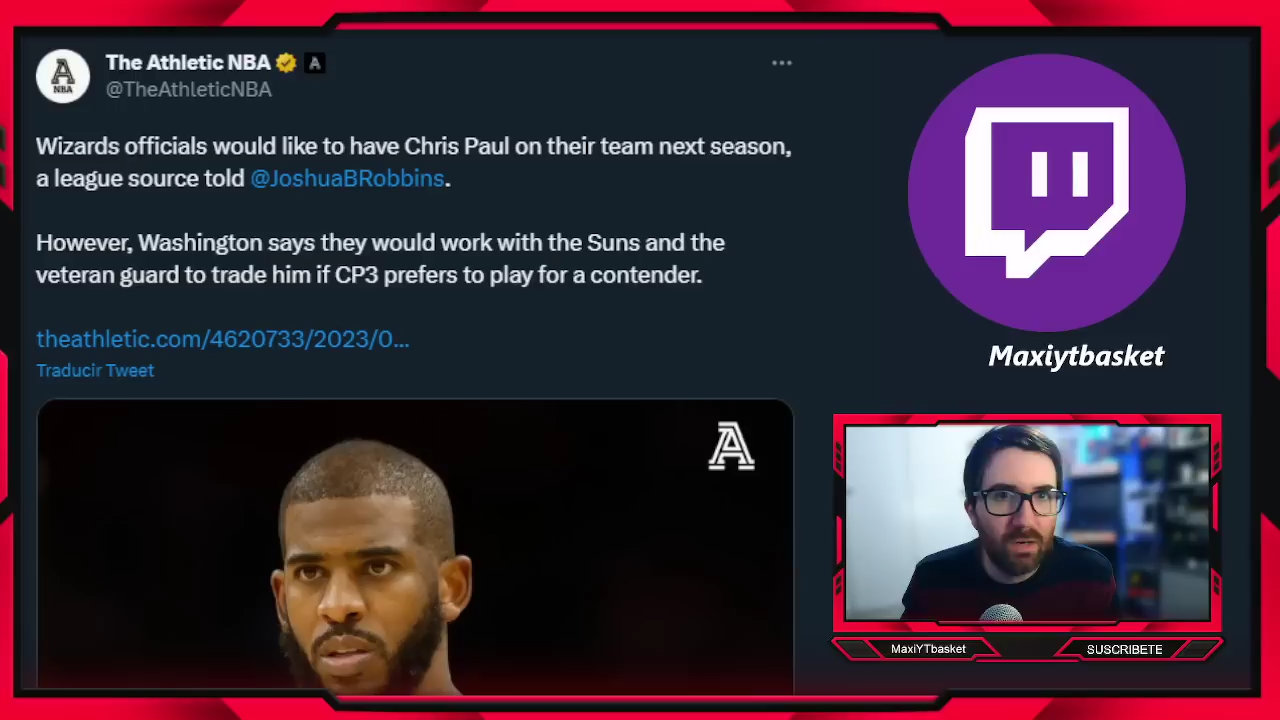 The Athletic NBA A
@TheAthleticNBA
A
NBA
Wizards officials would like to have Chris Paul on their team next season,
a league source told @JoshuaBRobbins.
However, Washington says they would work with the Suns and the
veteran guard to trade him if CP3 prefers to play for a contender.
theathletic.com/4620733/2023/0...
Traducir Tweet
A
Maxiytbasket
MaxiYTbasket
SUSCRIBETE